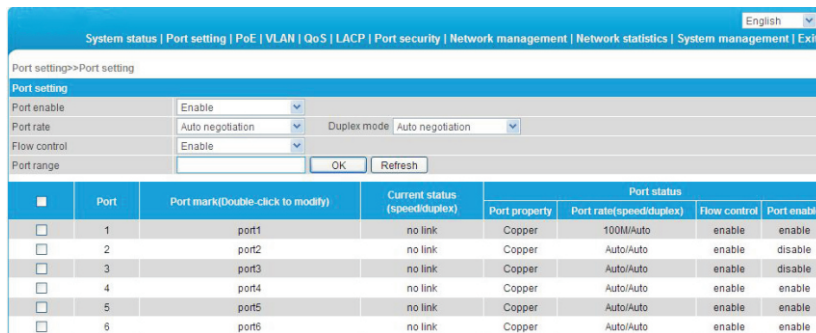 English
System status | Port setting | PoE | VLAN | QoS | LACP | Port security | Network management | Network statistics | System management | Exit
Port setting>>Port setting
Port setting
Port enable Enable
Port rate Auto negotiation Duplex mode Auto negotiation
Flow control Enable
Port range OK Refresh
Port Port mark(Double-click to modify) Current status (speed/duplex) Port status
Port property Port rate(speed/duplex) Flow control Port enabl
1 port1 no link Copper 100M/Auto enable enable
2 port2 no link Copper Auto/Auto enable disable
3 port3 no link Copper Auto/Auto enable disable
4 port4 no link Copper Auto/Auto enable enable
5 port5 no link Copper Auto/Auto enable enable
6 port6 no link Copper Auto/Auto enable enable